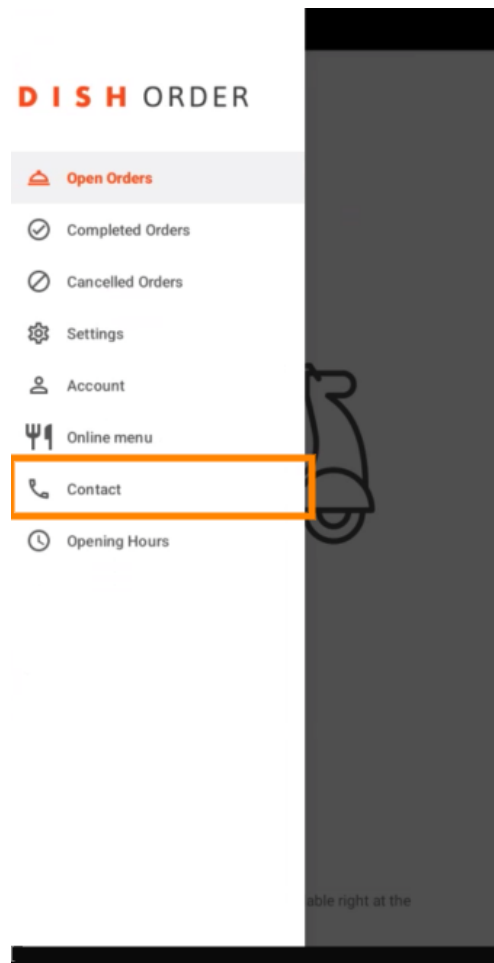 DISH ORDER
Open Orders
Completed Orders
Cancelled Orders
Settings
Account
Online menu
Contact
Opening Hours
able right at the